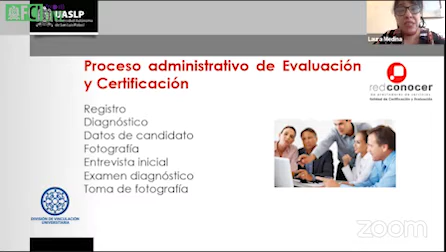 UASLP
Laura Medina
Proceso administrativo de Evaluación
y Certificación
red conocer
Registro
Diagnóstico
Datos de candidato
Fotografía
Entrevista inicial
Examen diagnóstico
Toma de fotografía
DIVISIÓN DE VINCULACIÓN
UNIVERSITARIA
zoom